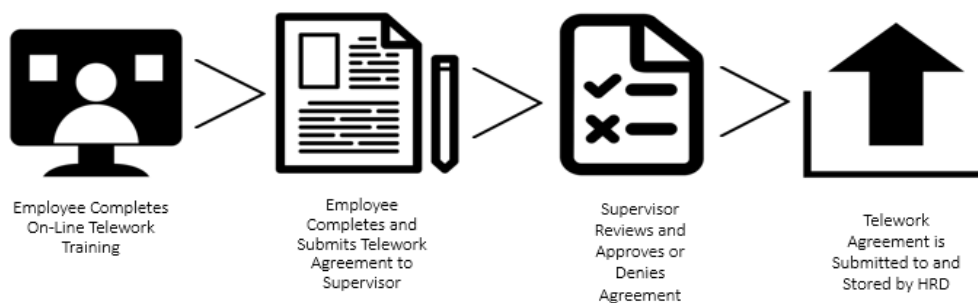 Employee Completes
On-Line Telework
Training
Employee
Completes and
Submits Telework
Agreement to
Supervisor
Supervisor
Reviews and
Approves or
Denies
Agreement
Telework
Agreement is
Submitted to and
Stored by HRD